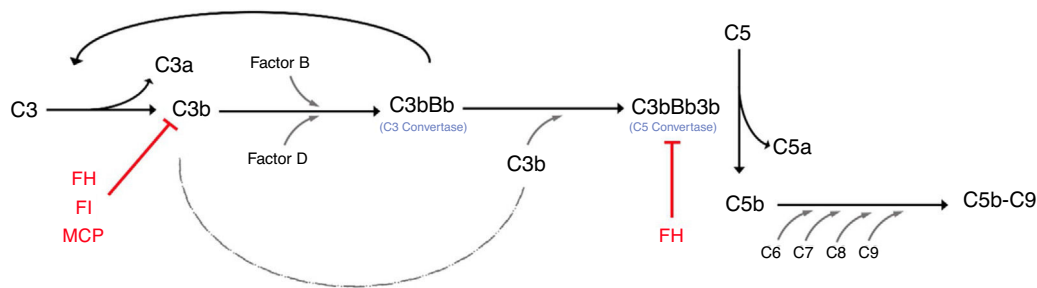 C5
C3a
Factor B
C3
C3b
C3bBb
(C3 Convertase)
C3bBb3b
(C5 Convertase)
Factor D
C3b
C5a
FH
FI
MCP
FH
C5b
C5b-C9
C6
C7
C8
C9